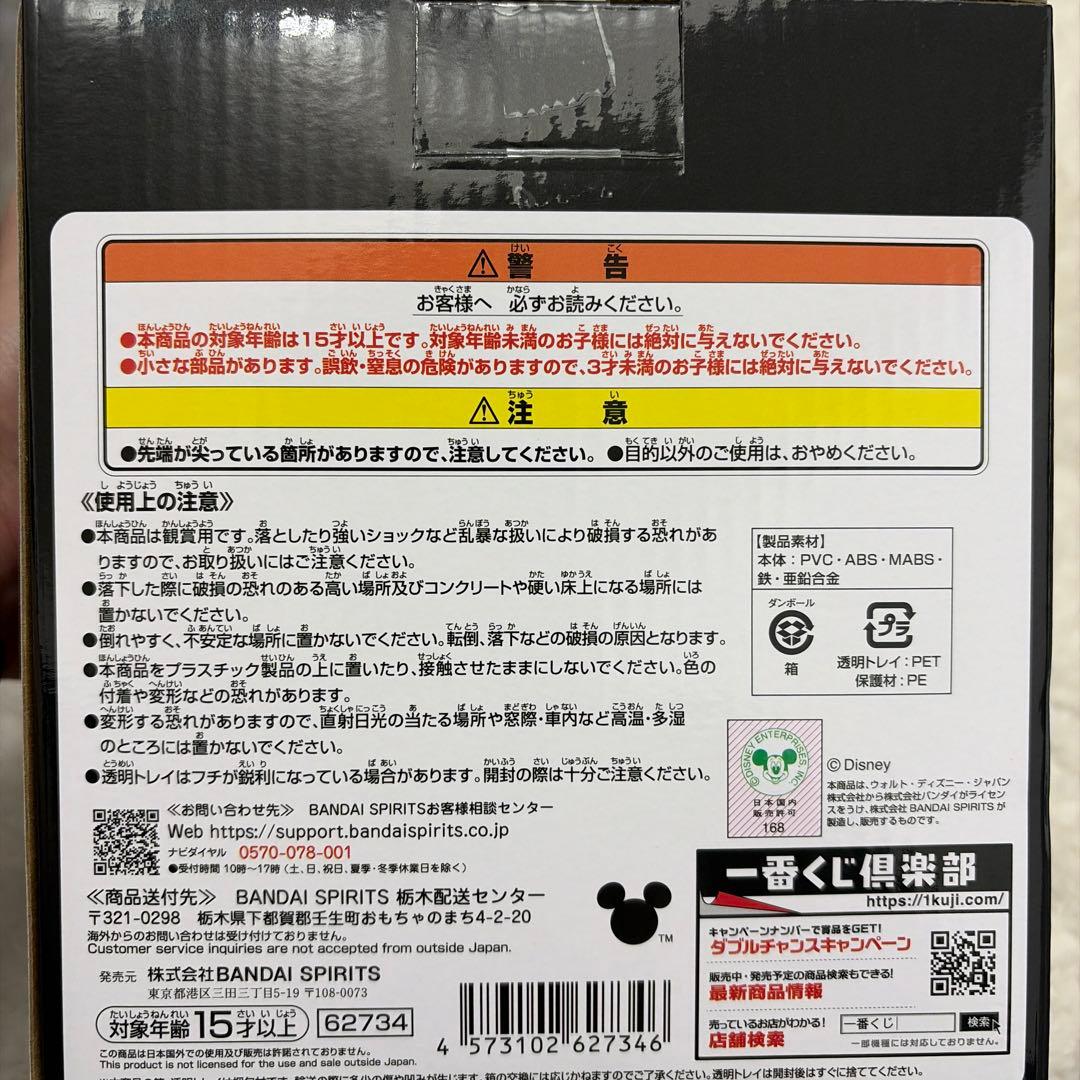 警告
お客様へ 必ずお読みください。
●本商品の対象年齢は15才以上です。対象年齢未満のお子様には絶対に与えないでください。
●小さな部品があります。誤飲・窒息の危険がありますので、3才未満のお子様には絶対に与えないでください。
注意
●先端が尖っている箇所がありますので、注意してください。 ●目的以外のご使用は、おやめください。
《使用上の注意》
●本商品は観賞用です。落としたり強いショックなど乱暴な扱いにより破損する恐れがあ
りますので、お取り扱いにはご注意ください。
●落下した際に破損の恐れのある高い場所及びコンクリートや硬い床上になる場所には
置かないでください。
●倒れやすく、不安定な場所に置かないでください。転倒、落下などの破損の原因となります。
●本商品をプラスチック製品の上に置いたり、接触させたままにしないでください。色の
付着や変形などの恐れがあります。
●変形する恐れがありますので、直射日光の当たる場所や窓際・車内など高温・多湿
のところには置かないでください。
●透明トレイはフチが鋭利になっている場合があります。開封の際は十分ご注意ください。
【製品素材】
本体：PVC・ABS・MABS・
鉄・亜鉛合金
ダンボール
箱
プラ
透明トレイ：PET
保護材：PE
©DISNEY ENTERPRISES, INC.
日本国内
販売許可
168
©Disney
本商品は、ウォルト・ディズニー・ジャパン
株式会社から株式会社バンダイがライセン
スをうけ、株式会社BANDAI SPIRITSが
製造し、販売するものです。
≪お問い合わせ先≫ BANDAI SPIRITSお客様相談センター
Web https://support.bandaispirits.co.jp
ナビダイヤル 0570-078-001
●受付時間 10時〜17時（土、日、祝日、夏季・冬季休業日を除く）
≪商品送付先≫ BANDAI SPIRITS 栃木配送センター
〒321-0298 栃木県下都賀郡壬生町おもちゃのまち4-2-20
海外からのお問い合わせは受け付けておりません。
Customer service inquiries are not accepted from outside Japan.
TM
発売元 株式会社BANDAI SPIRITS
東京都港区三田三丁目5-19 〒108-0073
対象年齢15才以上
62734
4 573102 627346
この商品は日本国外での使用及び販売は許諾されておりません。
This product is not licensed for the use and sale outside Japan.
一番くじ倶楽部
https://1kuji.com/
キャンペーンナンバーで賞品をGET!
ダブルチャンスキャンペーン
販売中・発売予定の商品検索もできる!
最新商品情報
売っているお店がわかる!
店舗検索
一番くじ 検索
一部機種には対応しておりません。